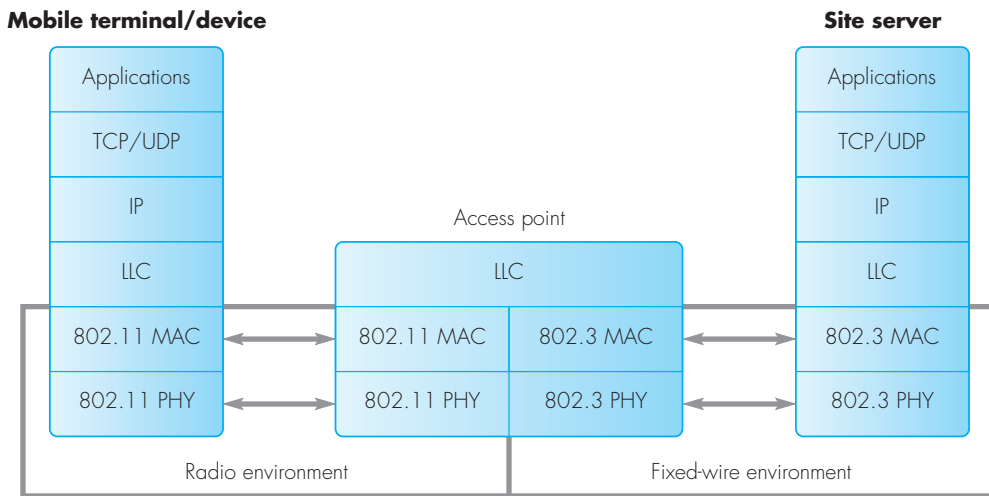 Mobile terminal/device
Site server
Applications
TCP/UDP
IP
LLC
802.11 MAC
802.11 PHY
Access point
LLC
802.11 MAC
802.3 MAC
802.11 PHY
802.3 PHY
Applications
TCP/UDP
IP
LLC
802.3 MAC
802.3 PHY
Radio environment
Fixed-wire environment